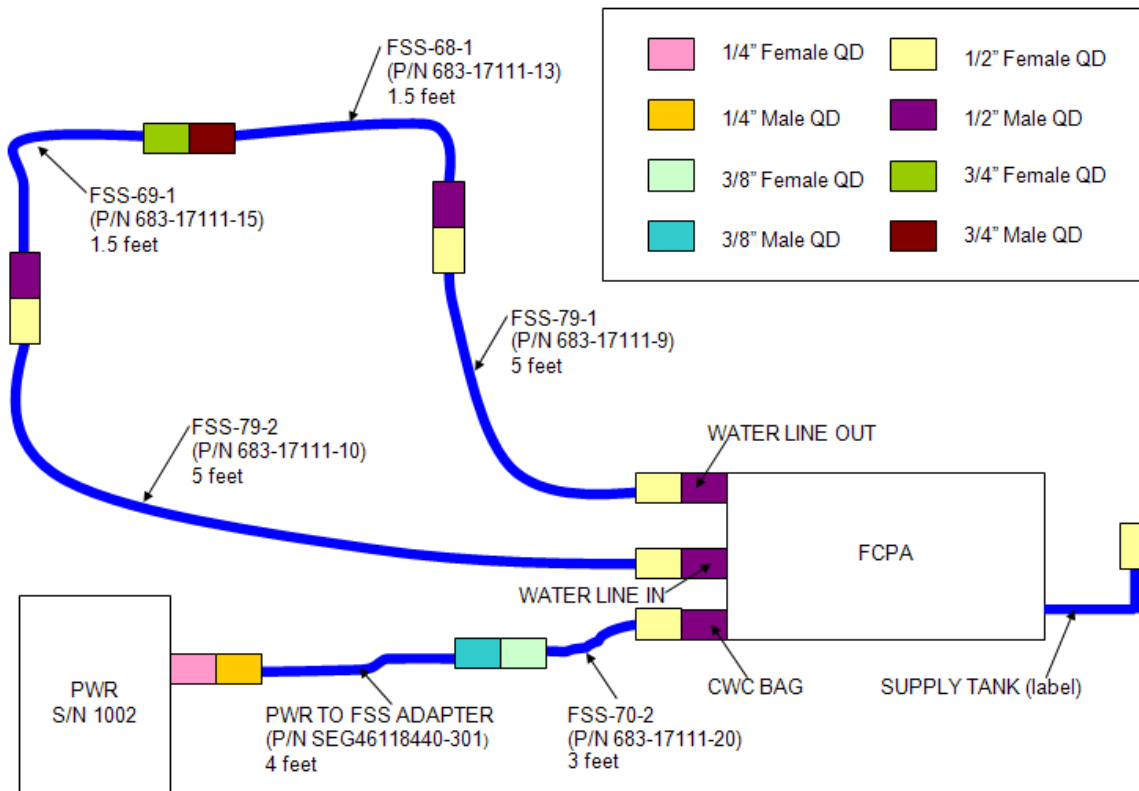 FSS-68-1
(P/N 683-17111-13)
1.5 feet
1/4” Female QD
1/2” Female QD
1/4” Male QD
1/2” Male QD
3/8” Female QD
3/4” Female QD
3/8” Male QD
3/4” Male QD
FSS-69-1
(P/N 683-17111-15)
1.5 feet
FSS-79-1
(P/N 683-17111-9)
5 feet
FSS-79-2
(P/N 683-17111-10)
5 feet
WATER LINE OUT
FCPA
WATER LINE IN
CWC BAG
SUPPLY TANK (label)
PWR
S/N 1002
PWR TO FSS ADAPTER
(P/N SEG46118440-301)
4 feet
FSS-70-2
(P/N 683-17111-20)
3 feet